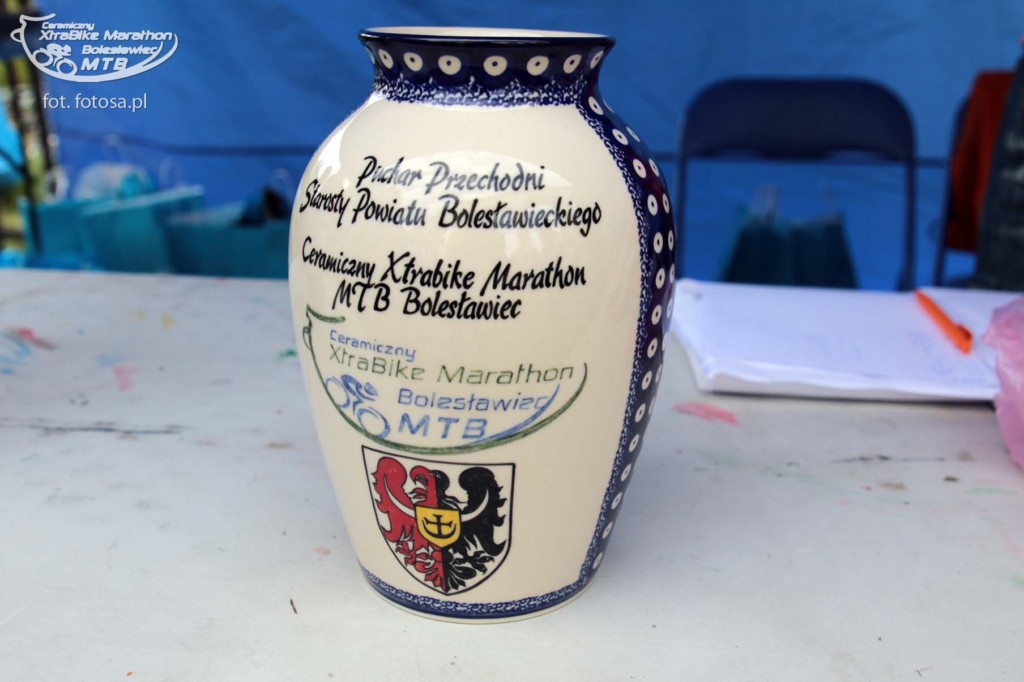 Ceramiczny
XtraBike Marathon
Bolesławiec
MTB
fot. fotosa.pl
Puchar Przechodni
Starosty Powiatu Bolesławieckiego
Ceramiczny Xtrabike Marathon
MTB Bolesławiec
Ceramiczny
XtraBike Marathon
Bolesławiec
MTB